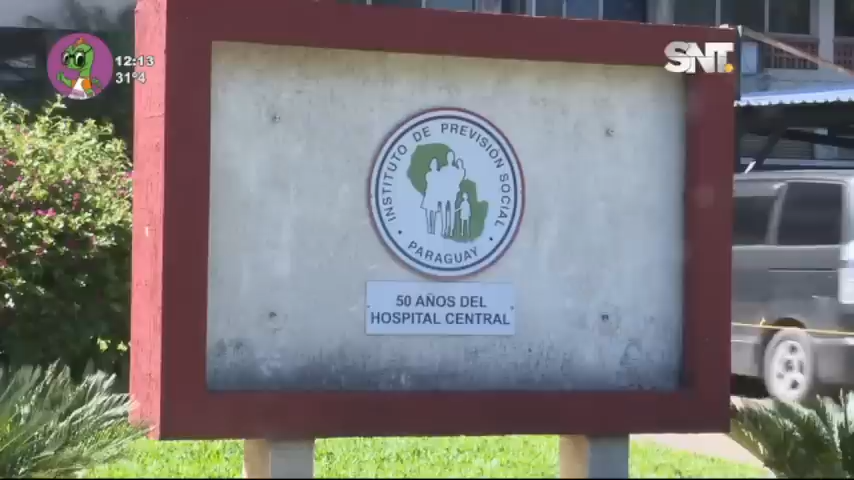 12:13
31°4
SNT.
INSTITUTO DE PREVISIÓN SOCIAL
• PARAGUAY •
50 AÑOS DEL
HOSPITAL CENTRAL